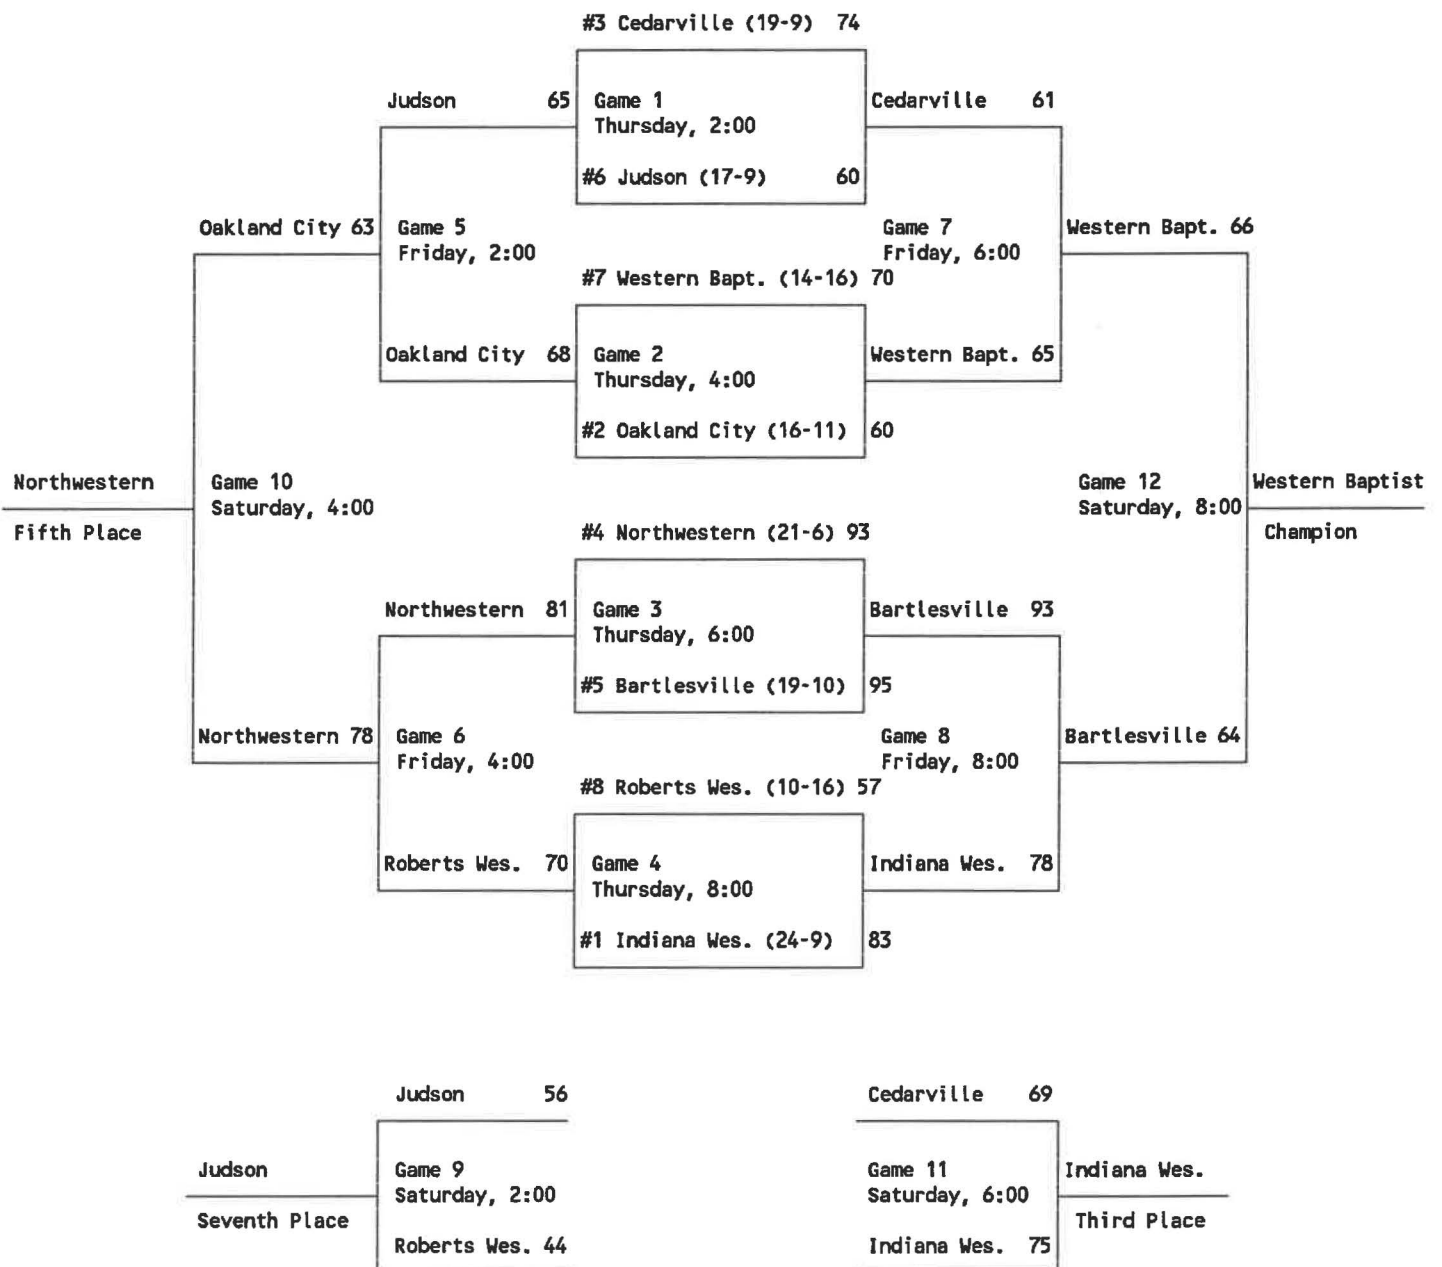 #3 Cedarville (19-9) 74
Judson 65
Game 1
Thursday, 2:00
Cedarville 61
#6 Judson (17-9) 60
Oakland City 63
Game 5
Friday, 2:00
Game 7
Friday, 6:00
Western Bapt. 66
#7 Western Bapt. (14-16) 70
Oakland City 68
Game 2
Thursday, 4:00
Western Bapt. 65
#2 Oakland City (16-11) 60
Northwestern
Fifth Place
Game 10
Saturday, 4:00
Game 12
Saturday, 8:00
Western Baptist
Champion
#4 Northwestern (21-6) 93
Northwestern 81
Game 3
Thursday, 6:00
Bartlesville 93
#5 Bartlesville (19-10) 95
Northwestern 78
Game 6
Friday, 4:00
Game 8
Friday, 8:00
Bartlesville 64
#8 Roberts Wes. (10-16) 57
Roberts Wes. 70
Game 4
Thursday, 8:00
Indiana Wes. 78
#1 Indiana Wes. (24-9) 83
Judson 56
Judson
Seventh Place
Game 9
Saturday, 2:00
Roberts Wes. 44
Cedarville 69
Game 11
Saturday, 6:00
Indiana Wes.
Third Place
Indiana Wes. 75